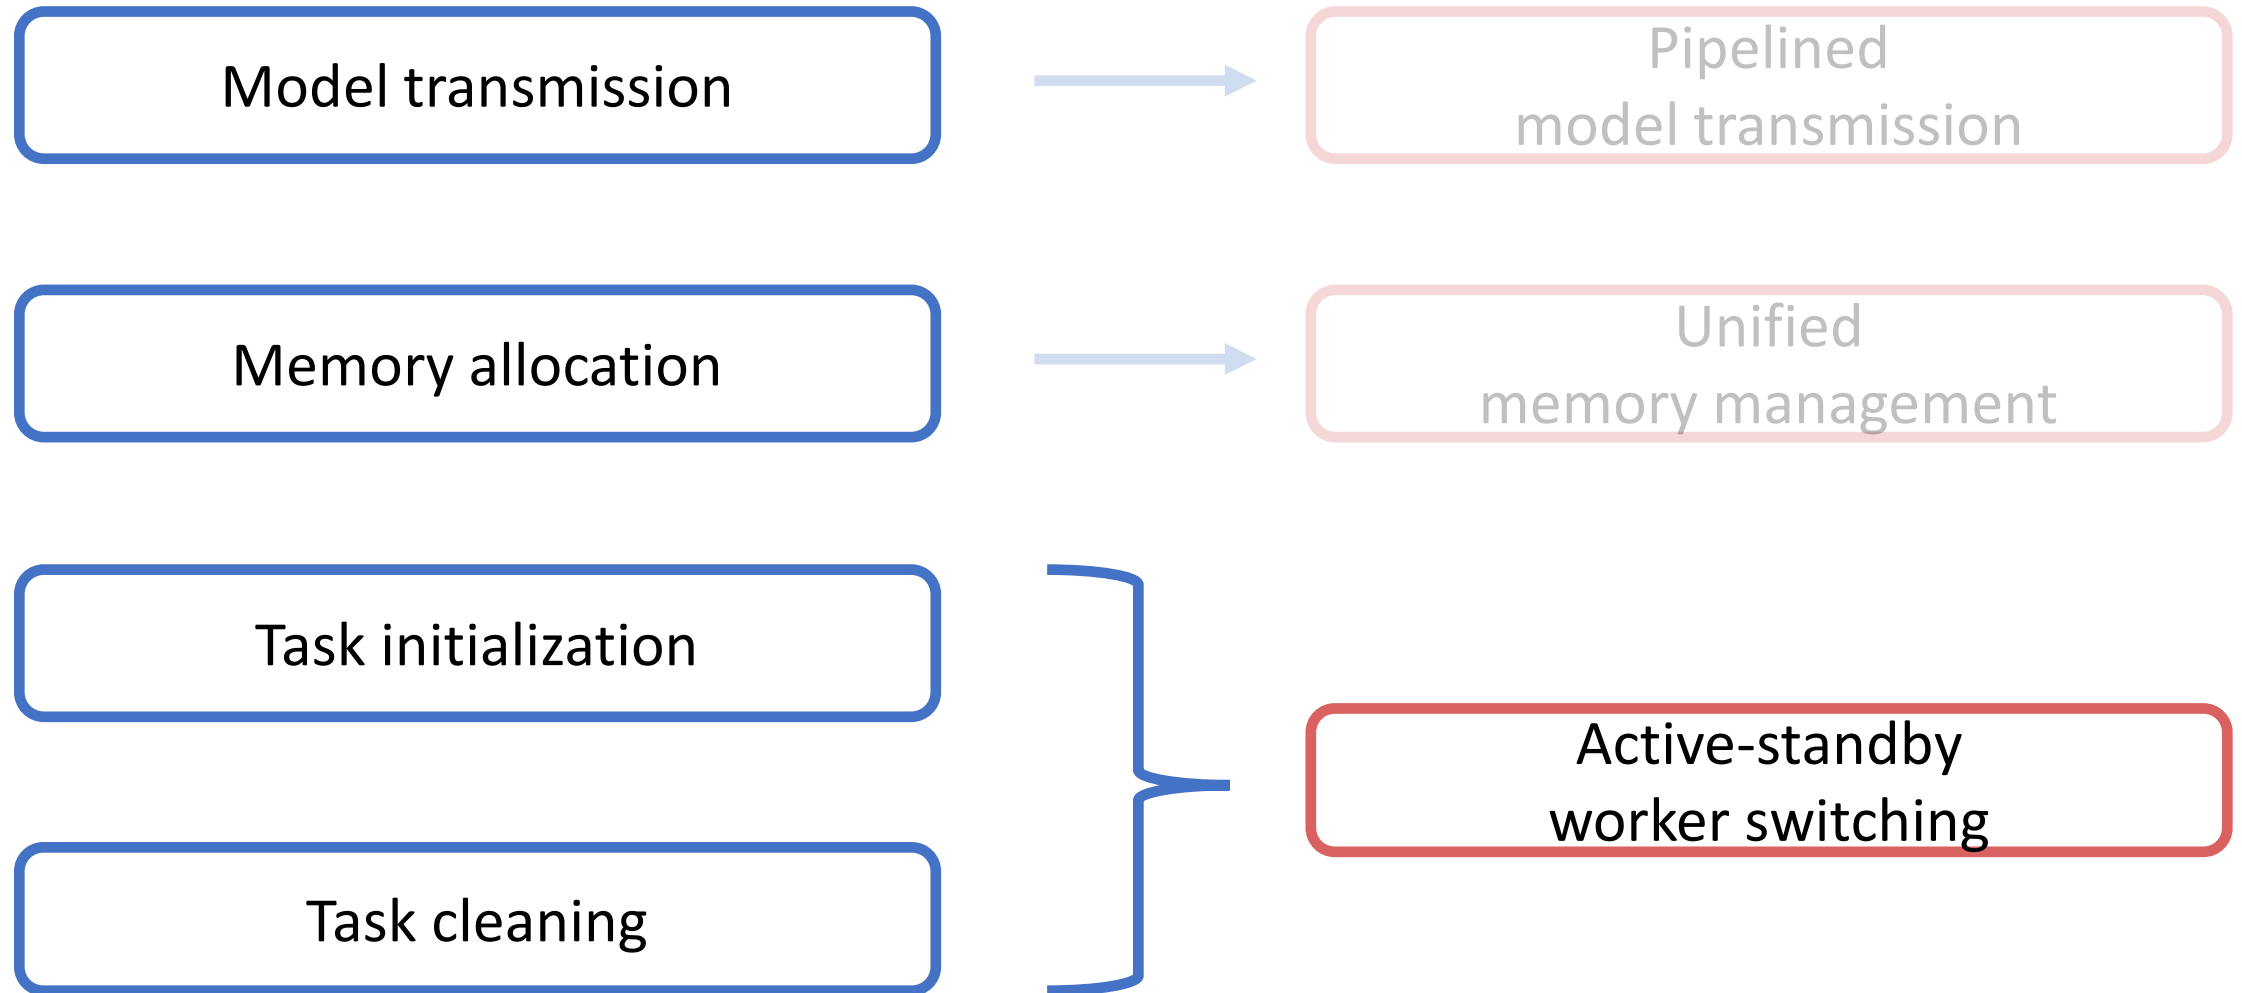 Model transmission
Pipelined
model transmission
Memory allocation
Unified
memory management
Task initialization
Active-standby
worker switching
Task cleaning